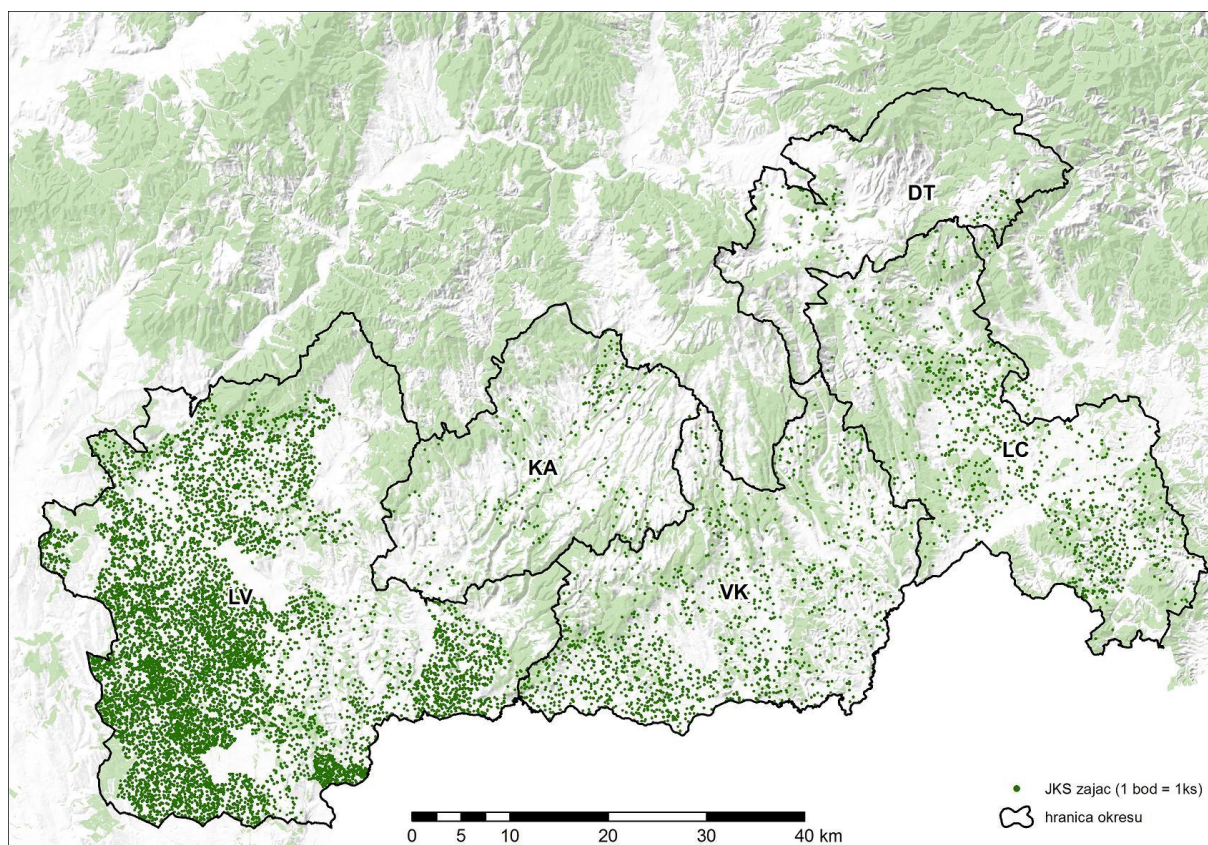 DT
KA
LC
LV
VK
JKS zajac (1 bod = 1ks)
hranica okresu
0 5 10 20 30 40 km